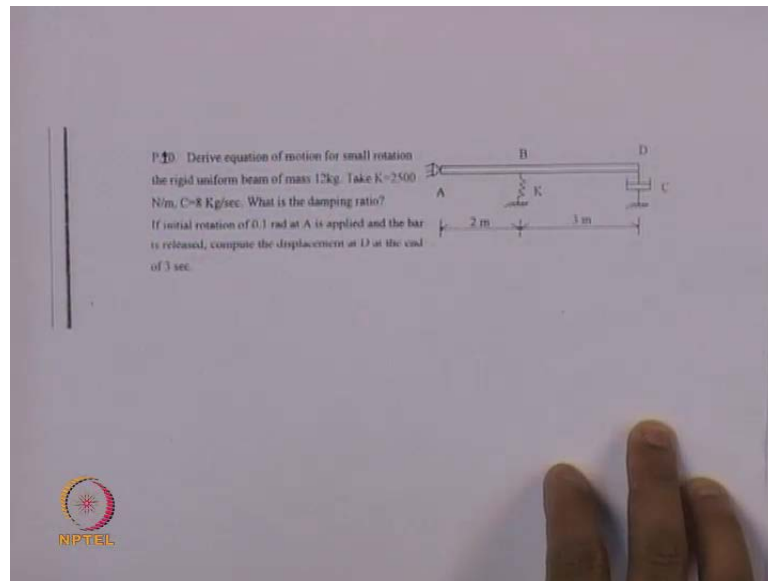 P.10. Derive equation of motion for small rotation
the rigid uniform beam of mass 12kg. Take K=2500
N/m, C=8 Kg/sec. What is the damping ratio?
If initial rotation of 0.1 rad at A is applied and the bar
is released, compute the displacement at D at the end
of 3 sec.
B
D
A
K
C
2 m
3 m
NPTEL